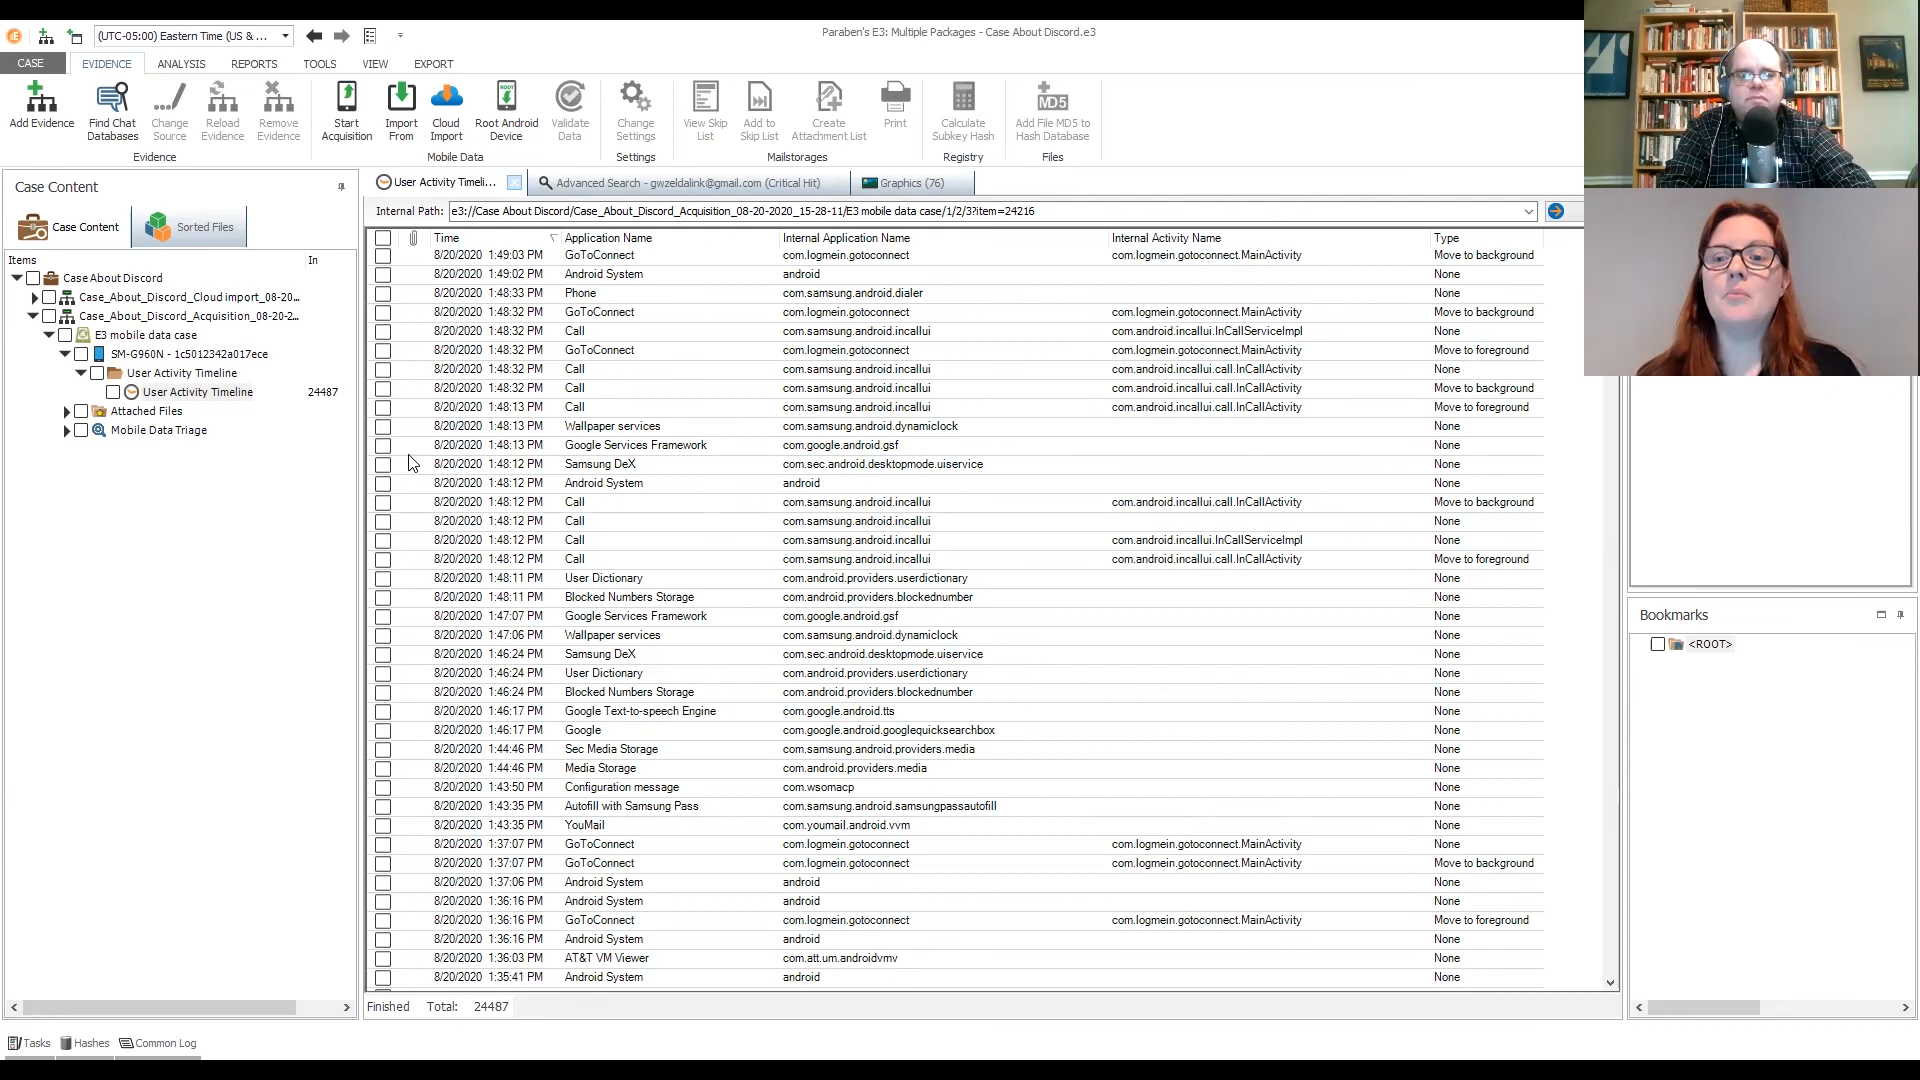 (UTC-05:00) Eastern Time (US & ...
Paraben's E3: Multiple Packages - Case About Discord.e3
CASE EVIDENCE ANALYSIS REPORTS TOOLS VIEW EXPORT
Add Evidence
Find Chat Databases
Change Source
Reload Evidence
Remove Evidence
Start Acquisition
Import From
Cloud Import
ROOT
Root Android Device
Validate Data
Change Settings
View Skip List
Add to Skip List
Create Attachment List
Print
Calculate Subkey Hash
MD5
Add File MD5 to Hash Database
Evidence Mobile Data Settings Mailstorages Registry Files
Case Content
Case Content Sorted Files
Items In
Case About Discord
Case_About_Discord_Cloud import_08-20...
Case_About_Discord_Acquisition_08-20-2...
E3 mobile data case
SM-G960N - 1c5012342a017ece
User Activity Timeline
User Activity Timeline 24487
Attached Files
Mobile Data Triage
User Activity Timeli... Advanced Search - gwzeldalink@gmail.com (Critical Hit) Graphics (76)
Internal Path: e3://Case About Discord/Case_About_Discord_Acquisition_08-20-2020_15-28-11/E3 mobile data case/1/2/3?item=24216
Time Application Name Internal Application Name Internal Activity Name Type
8/20/2020 1:49:03 PM GoToConnect com.logmein.gotoconnect com.logmein.gotoconnect.MainActivity Move to background
8/20/2020 1:49:02 PM Android System android None
8/20/2020 1:48:33 PM Phone com.samsung.android.dialer None
8/20/2020 1:48:32 PM GoToConnect com.logmein.gotoconnect com.logmein.gotoconnect.MainActivity Move to background
8/20/2020 1:48:32 PM Call com.samsung.android.incallui com.android.incallui.InCallServiceImpl None
8/20/2020 1:48:32 PM GoToConnect com.logmein.gotoconnect com.logmein.gotoconnect.MainActivity Move to foreground
8/20/2020 1:48:32 PM Call com.samsung.android.incallui com.android.incallui.call.InCallActivity None
8/20/2020 1:48:32 PM Call com.samsung.android.incallui com.android.incallui.call.InCallActivity Move to background
8/20/2020 1:48:13 PM Call com.samsung.android.incallui com.android.incallui.call.InCallActivity Move to foreground
8/20/2020 1:48:13 PM Wallpaper services com.samsung.android.dynamiclock None
8/20/2020 1:48:13 PM Google Services Framework com.google.android.gsf None
8/20/2020 1:48:12 PM Samsung DeX com.sec.android.desktopmode.uiservice None
8/20/2020 1:48:12 PM Android System android None
8/20/2020 1:48:12 PM Call com.samsung.android.incallui com.android.incallui.call.InCallActivity Move to background
8/20/2020 1:48:12 PM Call com.samsung.android.incallui None
8/20/2020 1:48:12 PM Call com.samsung.android.incallui com.android.incallui.InCallServiceImpl None
8/20/2020 1:48:12 PM Call com.samsung.android.incallui com.android.incallui.call.InCallActivity Move to foreground
8/20/2020 1:48:11 PM User Dictionary com.android.providers.userdictionary None
8/20/2020 1:48:11 PM Blocked Numbers Storage com.android.providers.blockednumber None
8/20/2020 1:47:07 PM Google Services Framework com.google.android.gsf None
8/20/2020 1:47:06 PM Wallpaper services com.samsung.android.dynamiclock None
8/20/2020 1:46:24 PM Samsung DeX com.sec.android.desktopmode.uiservice None
8/20/2020 1:46:24 PM User Dictionary com.android.providers.userdictionary None
8/20/2020 1:46:24 PM Blocked Numbers Storage com.android.providers.blockednumber None
8/20/2020 1:46:17 PM Google Text-to-speech Engine com.google.android.tts None
8/20/2020 1:46:17 PM Google com.google.android.googlequicksearchbox None
8/20/2020 1:44:46 PM Sec Media Storage com.samsung.android.providers.media None
8/20/2020 1:44:46 PM Media Storage com.android.providers.media None
8/20/2020 1:43:50 PM Configuration message com.wsomacp None
8/20/2020 1:43:35 PM Autofill with Samsung Pass com.samsung.android.samsungpassautofill None
8/20/2020 1:43:35 PM YouMail com.youmail.android.vvm None
8/20/2020 1:37:07 PM GoToConnect com.logmein.gotoconnect com.logmein.gotoconnect.MainActivity None
8/20/2020 1:37:07 PM GoToConnect com.logmein.gotoconnect com.logmein.gotoconnect.MainActivity Move to background
8/20/2020 1:37:06 PM Android System android None
8/20/2020 1:36:16 PM Android System android None
8/20/2020 1:36:16 PM GoToConnect com.logmein.gotoconnect com.logmein.gotoconnect.MainActivity Move to foreground
8/20/2020 1:36:16 PM Android System android None
8/20/2020 1:36:03 PM AT&T VM Viewer com.att.um.androidvmv None
8/20/2020 1:35:41 PM Android System android None
Finished Total: 24487
Bookmarks
<ROOT>
Tasks Hashes Common Log